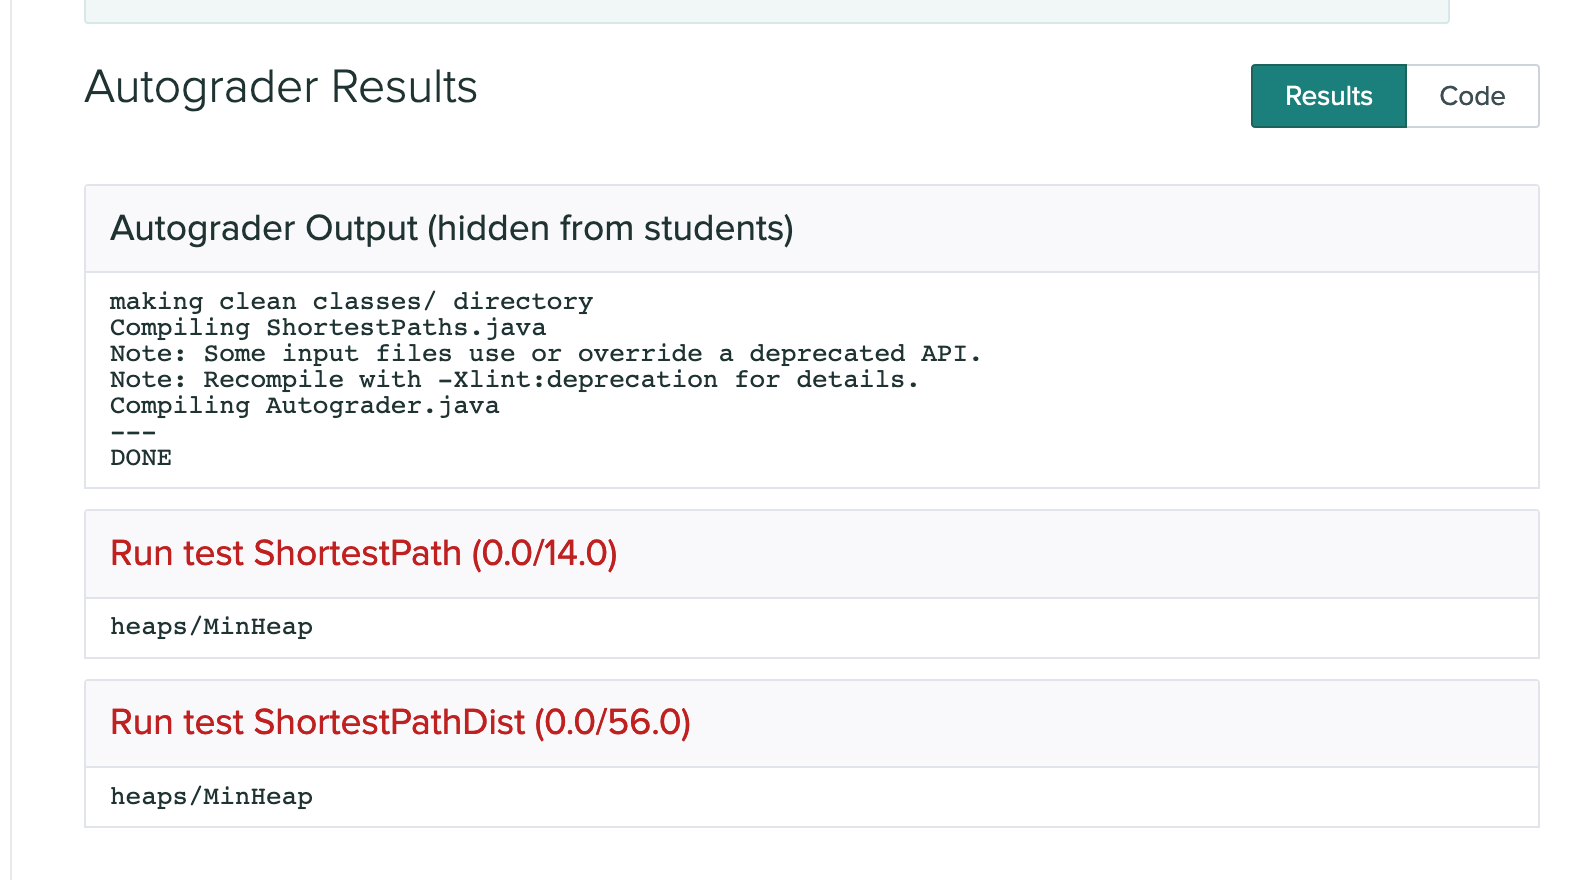 Autograder Results
Results
Code
Autograder Output (hidden from students)
making clean classes/ directory
Compiling ShortestPaths.java
Note: Some input files use or override a deprecated API.
Note: Recompile with -Xlint:deprecation for details.
Compiling Autograder.java
---
DONE
Run test ShortestPath (0.0/14.0)
heaps/MinHeap
Run test ShortestPathDist (0.0/56.0)
heaps/MinHeap